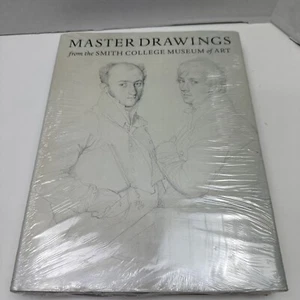 MASTER DRAWINGS
from the SMITH COLLEGE MUSEUM of ART